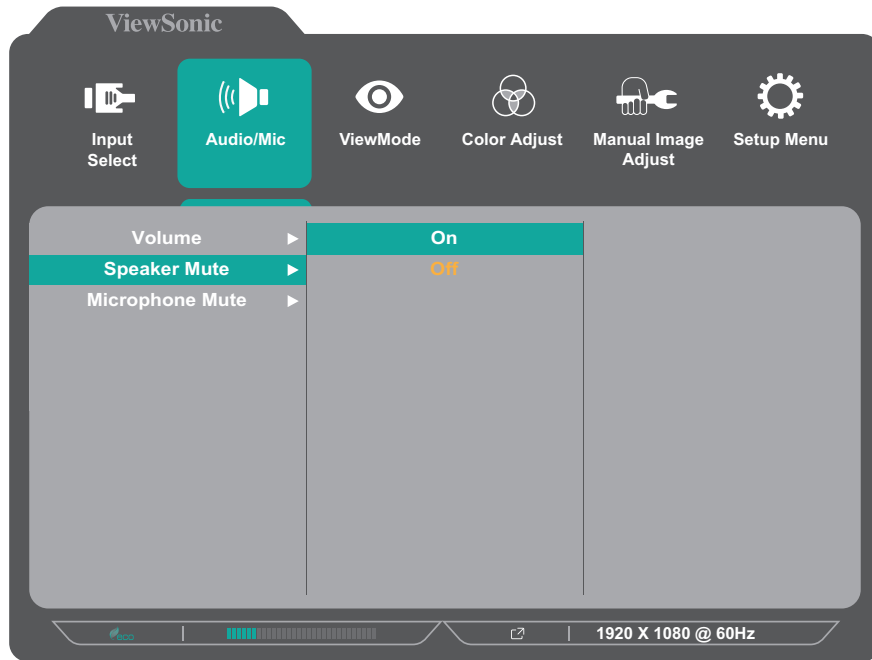 ViewSonic
Input
Select
Audio/Mic
ViewMode
Color Adjust
Manual Image
Adjust
Setup Menu
Volume
On
Speaker Mute
Off
Microphone Mute
eco
1920 X 1080 @ 60Hz